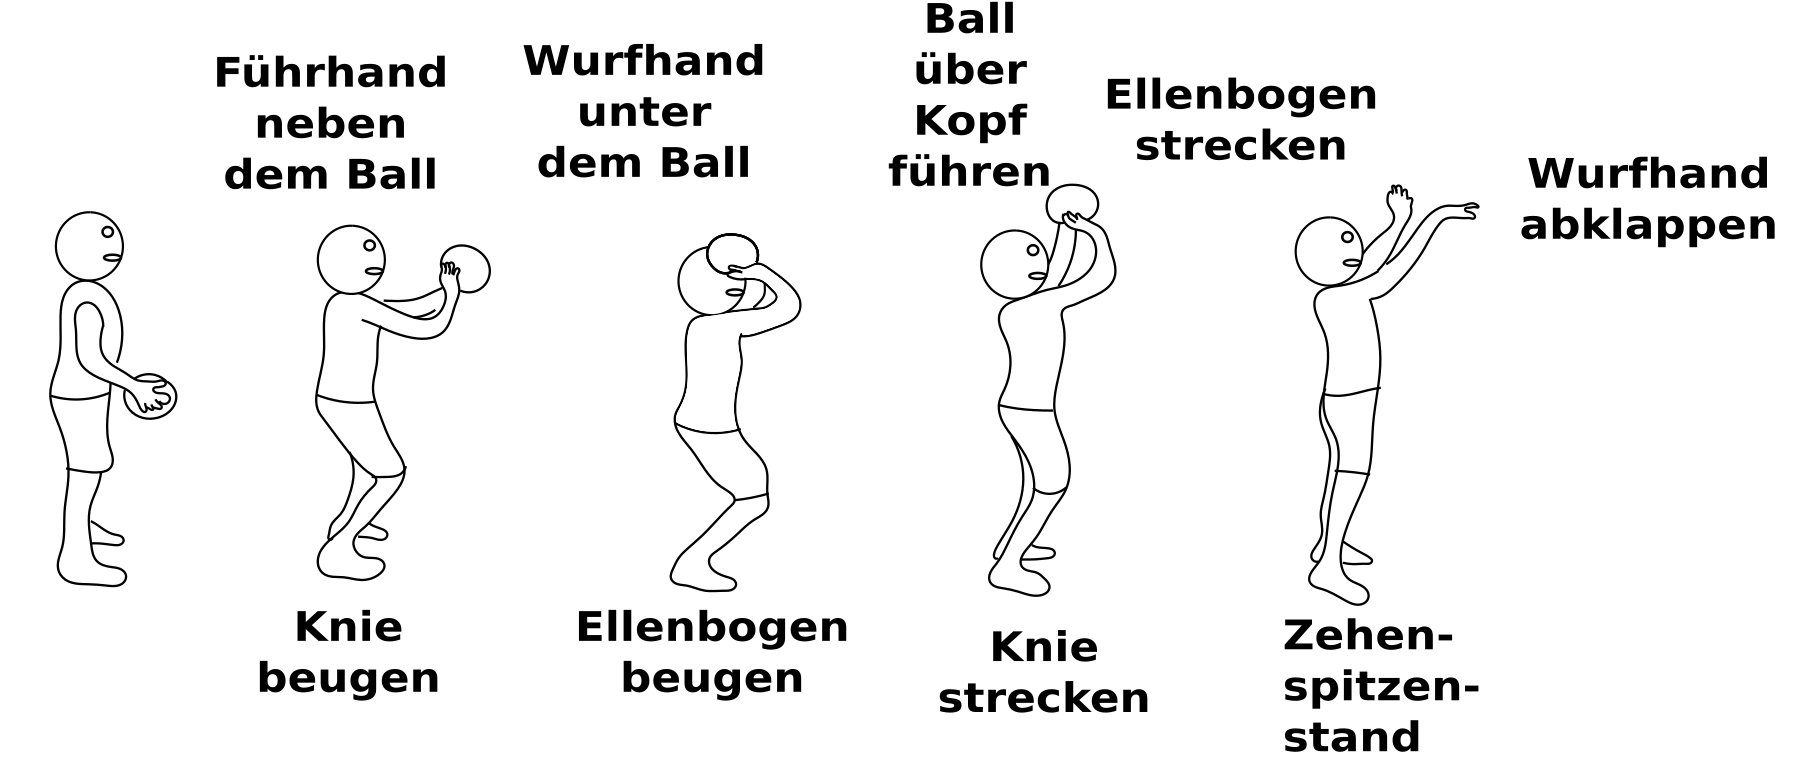 Führhand
neben
dem Ball
Wurfhand
unter
dem Ball
Ball
über
Kopf
führen
Ellenbogen
strecken
Wurfhand
abklappen
Knie
beugen
Ellenbogen
beugen
Knie
strecken
Zehen-
spitzen-
stand